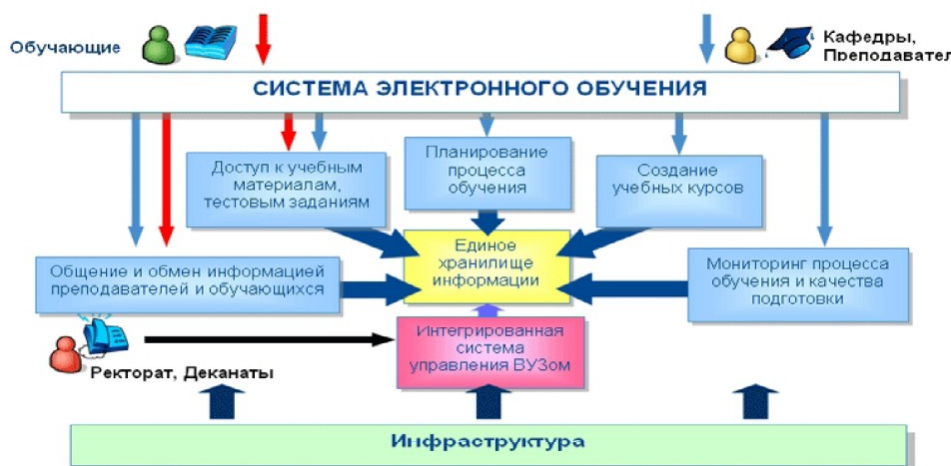 Обучающие
Кафедры,
Преподавател
СИСТЕМА ЭЛЕКТРОННОГО ОБУЧЕНИЯ
Доступ к учебным
материалам,
тестовым заданиям
Планирование
процесса
обучения
Создание
учебных курсов
Общение и обмен информацией
преподавателей и обучающихся
Единое
хранилище
информации
Мониторинг процесса
обучения и качества
подготовки
Интегрированная
система
управления ВУЗом
Ректорат, Деканаты
Инфраструктура